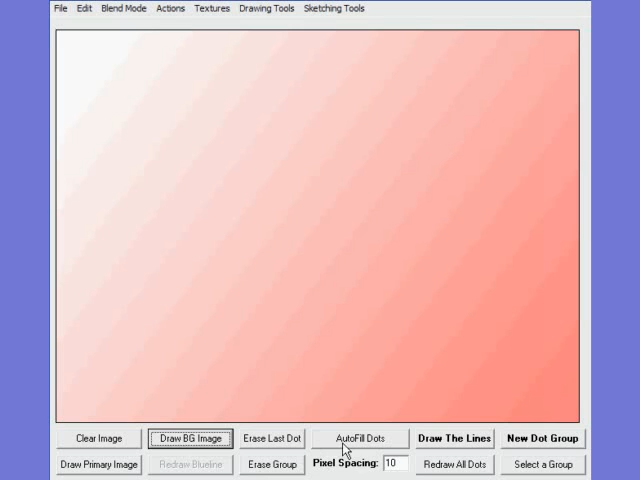 File Edit Blend Mode Actions Textures Drawing Tools Sketching Tools
Clear Image Draw BG Image Erase Last Dot AutoFill Dots Draw The Lines New Dot Group
Draw Primary Image Redraw Blueline Erase Group Pixel Spacing: 10 Redraw All Dots Select a Group